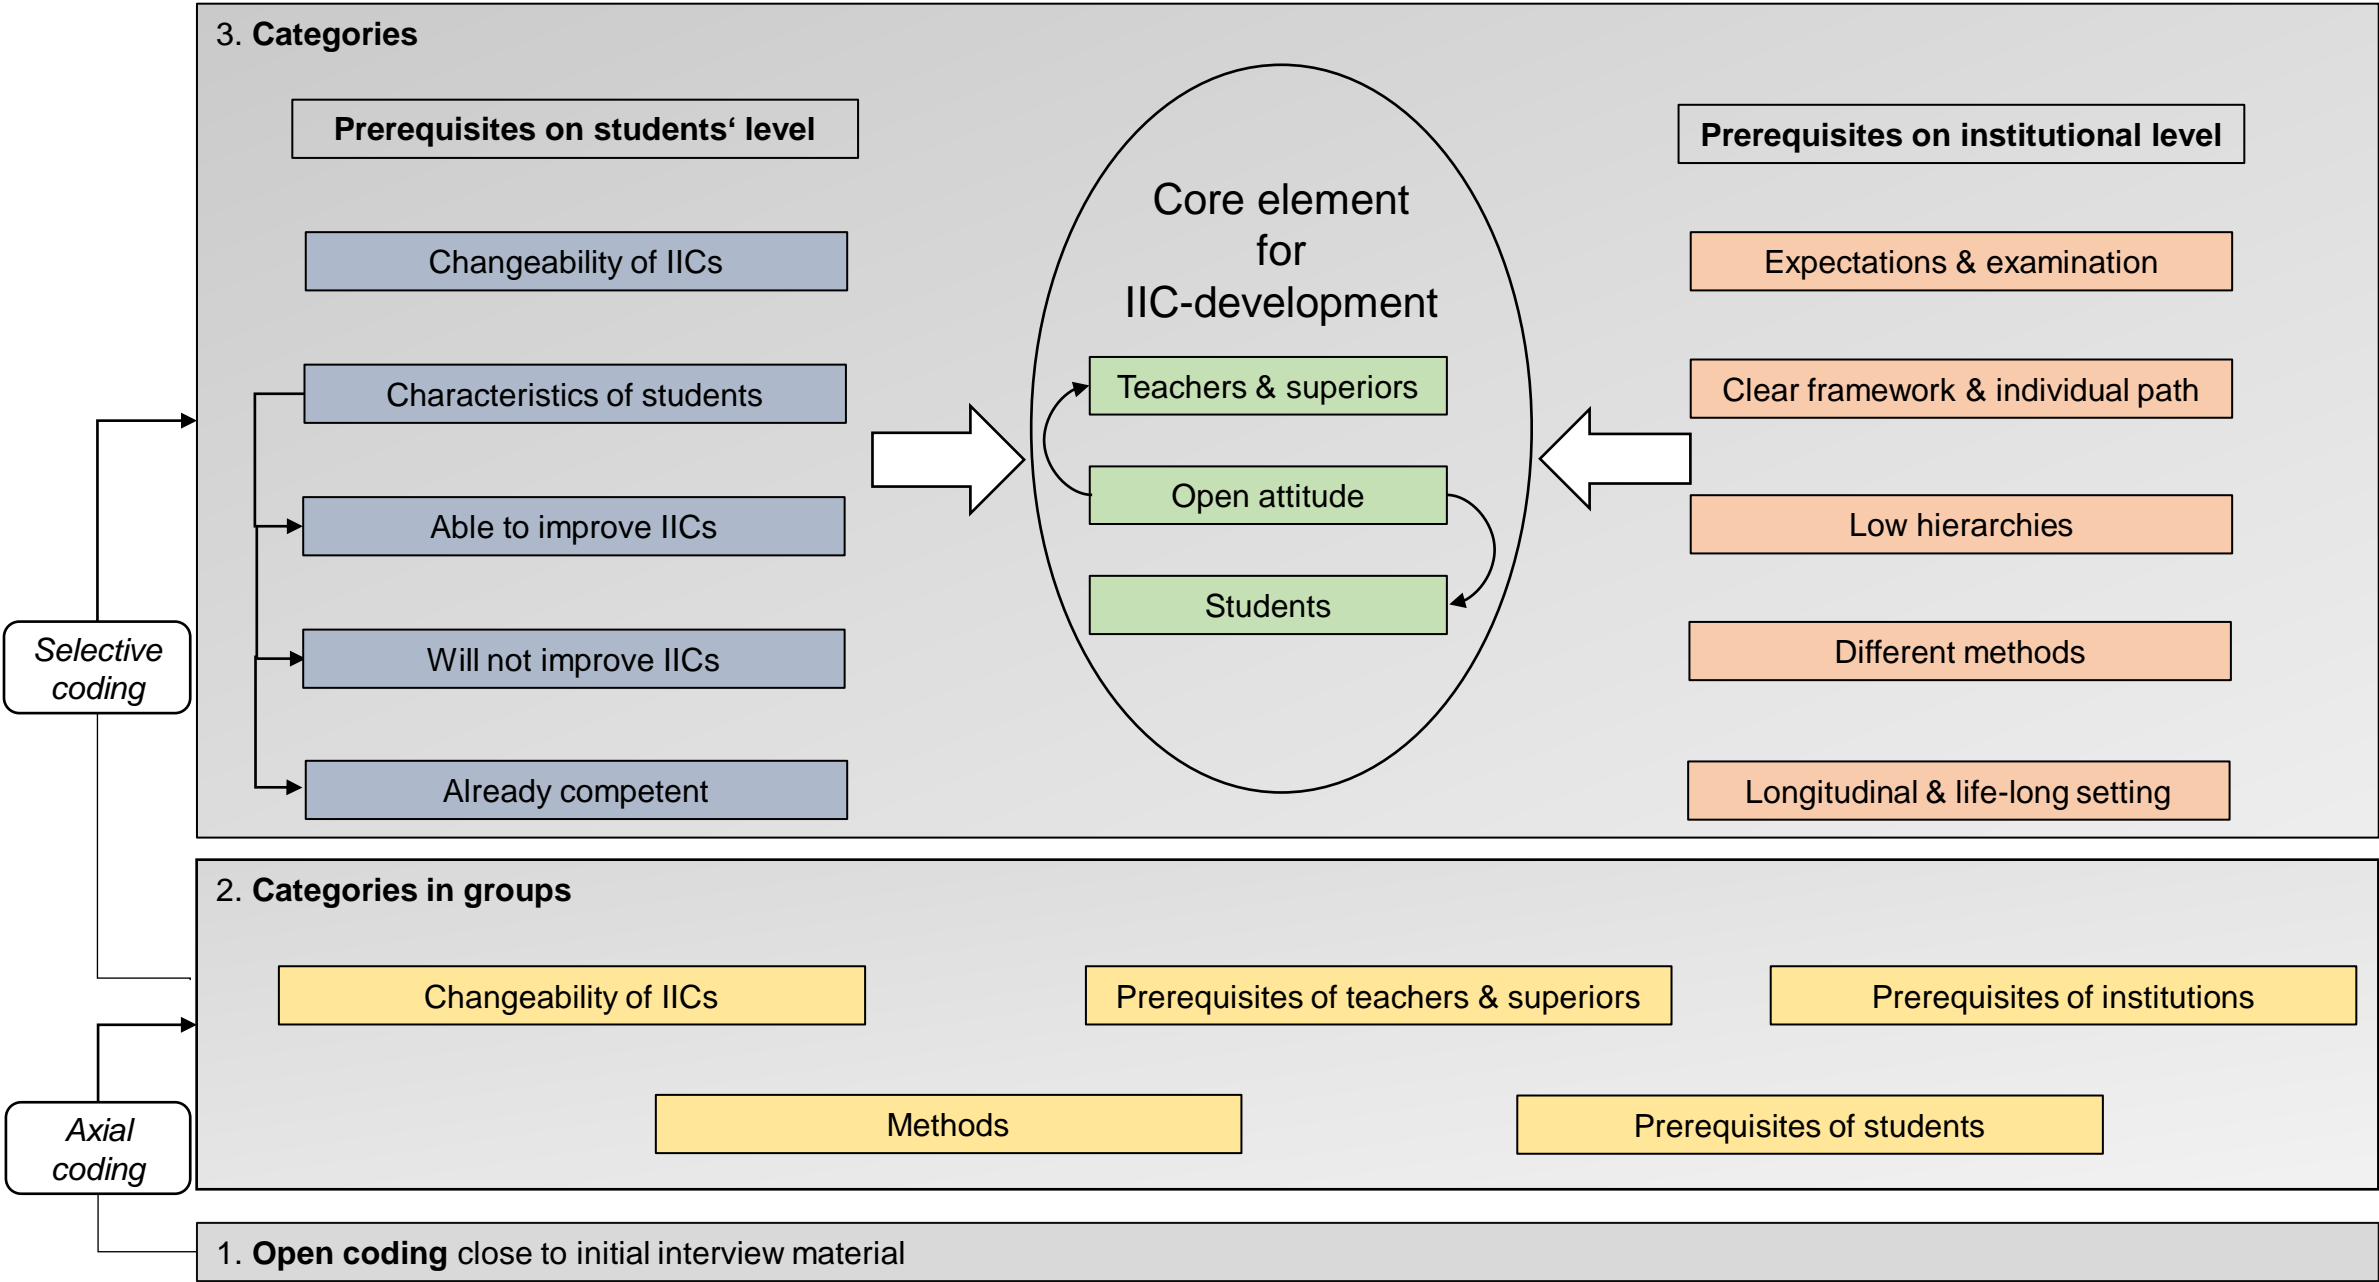 3. Categories
Prerequisites on students‘ level
Changeability of IICs
Characteristics of students
Able to improve IICs
Will not improve IICs
Already competent
Core element
for
IIC-development
Teachers & superiors
Open attitude
Students
Prerequisites on institutional level
Expectations & examination
Clear framework & individual path
Low hierarchies
Different methods
Longitudinal & life-long setting
Selective
coding
2. Categories in groups
Changeability of IICs
Prerequisites of teachers & superiors
Prerequisites of institutions
Methods
Prerequisites of students
Axial
coding
1. Open coding close to initial interview material